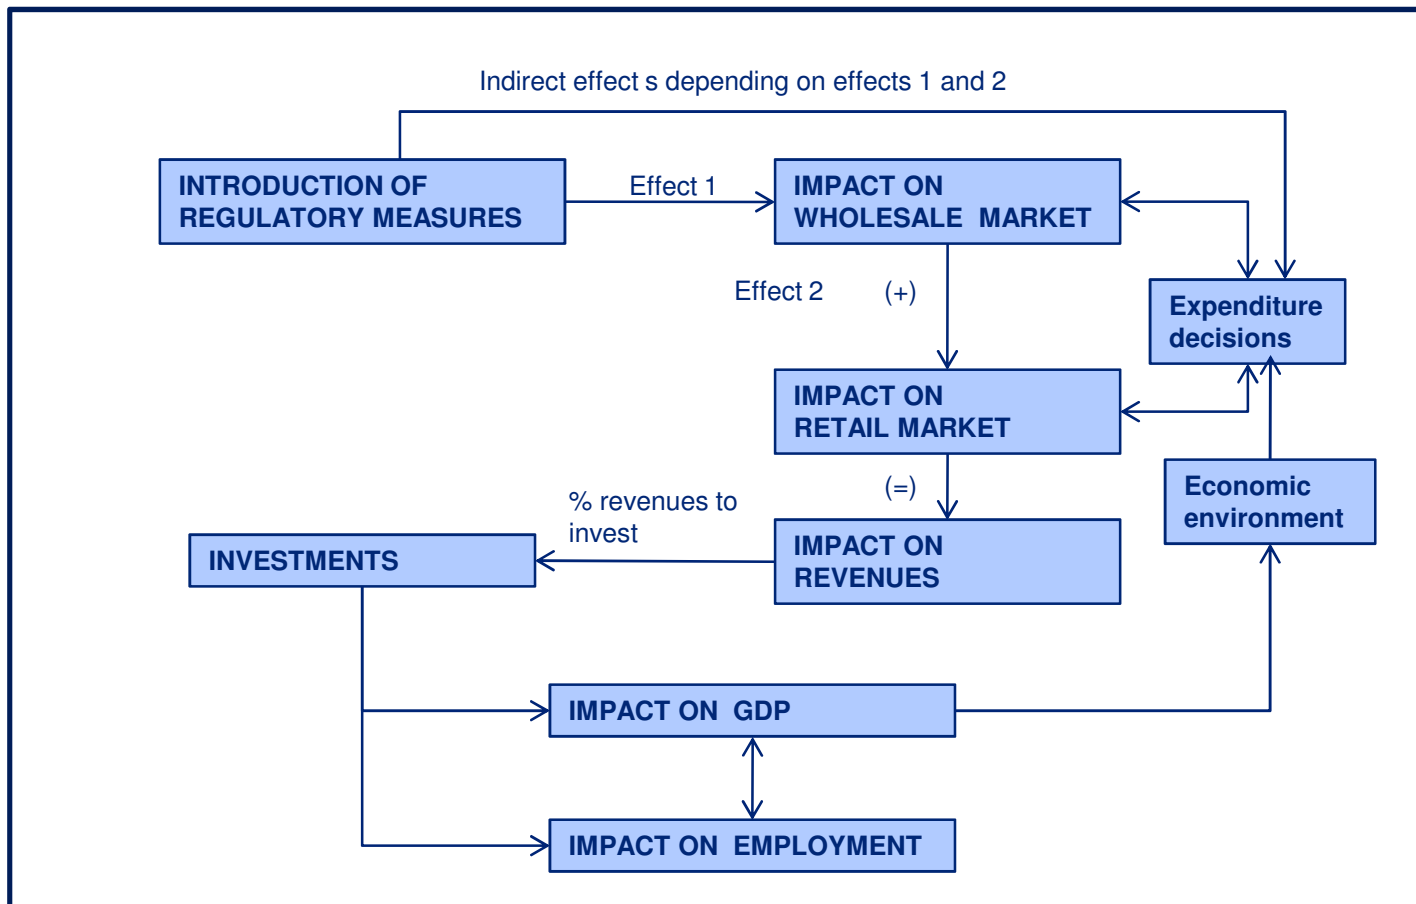 Indirect effect s depending on effects 1 and 2
INTRODUCTION OF
REGULATORY MEASURES
Effect 1
IMPACT ON
WHOLESALE MARKET
Effect 2
(+)
Expenditure
decisions
IMPACT ON
RETAIL MARKET
Economic
environment
(=)
% revenues to
invest
INVESTMENTS
IMPACT ON
REVENUES
IMPACT ON GDP
IMPACT ON EMPLOYMENT